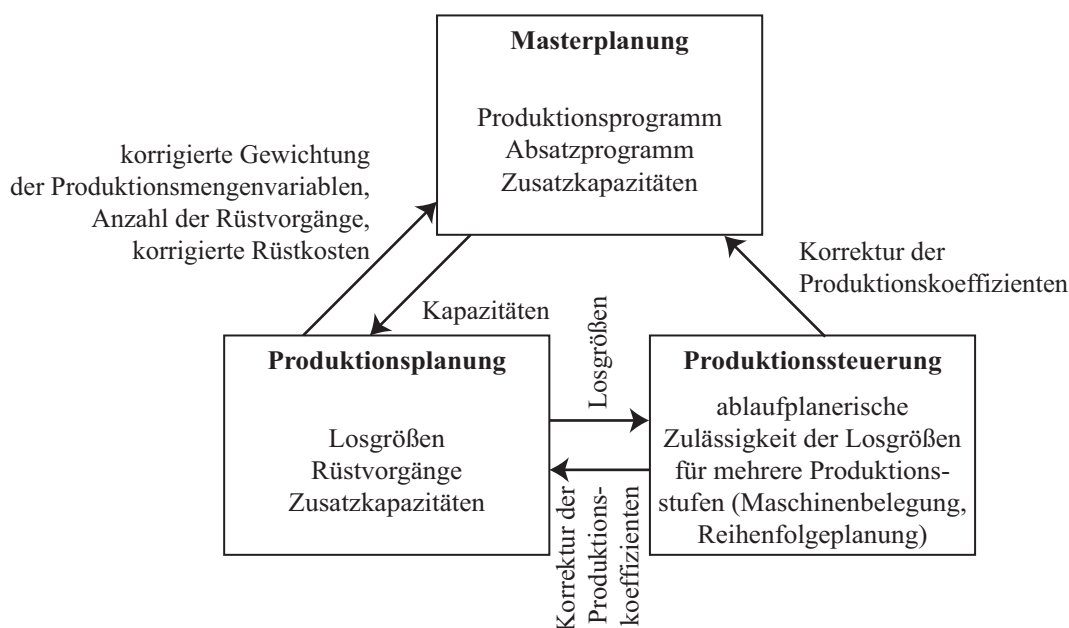 Masterplanung
Produktionsprogramm
Absatzprogramm
Zusatzkapazitäten
korrigierte Gewichtung
der Produktionsmengenvariablen,
Anzahl der Rüstvorgänge,
korrigierte Rüstkosten
Korrektur der
Produktionskoeffizienten
Kapazitäten
Losgrößen
Produktionsplanung
Losgrößen
Rüstvorgänge
Zusatzkapazitäten
Produktionssteuerung
ablaufplanerische
Zulässigkeit der Losgrößen
für mehrere Produktions-
stufen (Maschinenbelegung,
Reihenfolgeplanung)
Korrektur der
Produktions-
koeffizienten